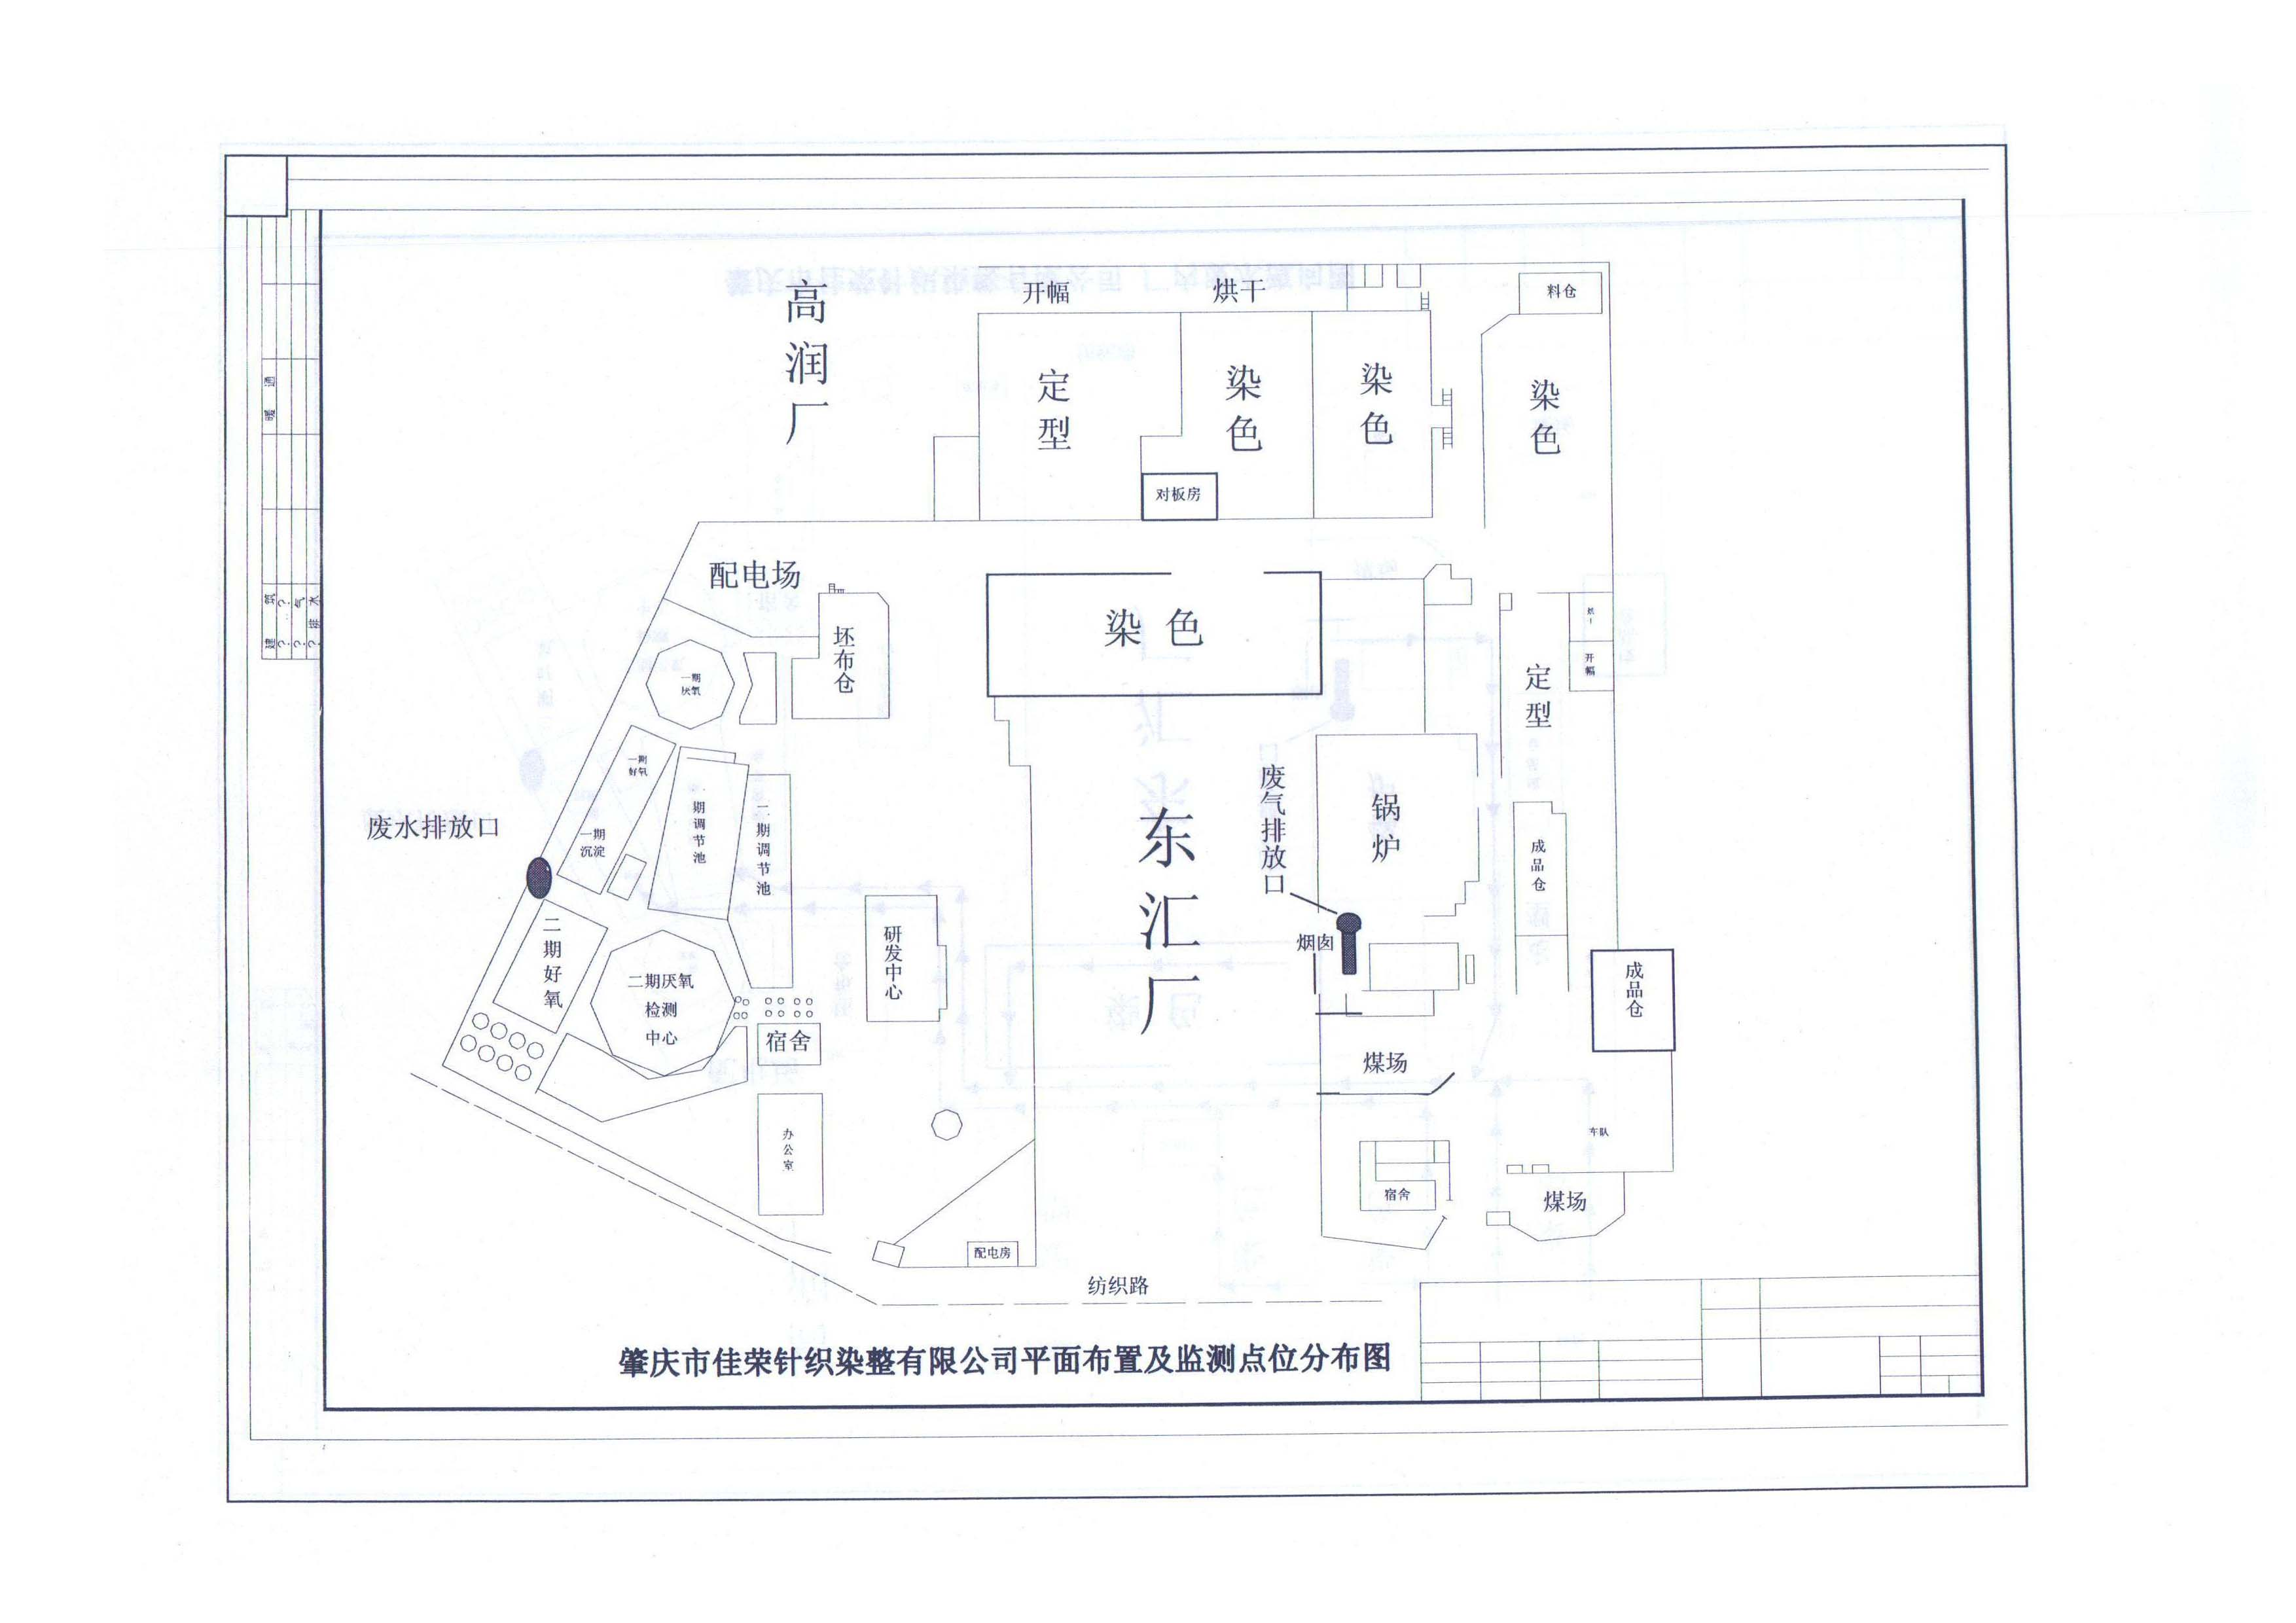 高润厂
开幅
烘干
料仓
定型
染色
染色
染色
对板房
配电场
坯布仓
染色
一期
厌氧
开幅
定型
一期
好氧
一期
沉淀
期调节池
二期调节池
废水排放口
东汇厂
废气排放口
锅炉
成品仓
烟囱
研发中心
成品仓
二期好氧
二期厌氧
检测
中心
宿舍
煤场
办公室
车队
宿舍
煤场
配电房
纺织路
肇庆市佳荣针织染整有限公司平面布置及监测点位分布图
暖通
建筑